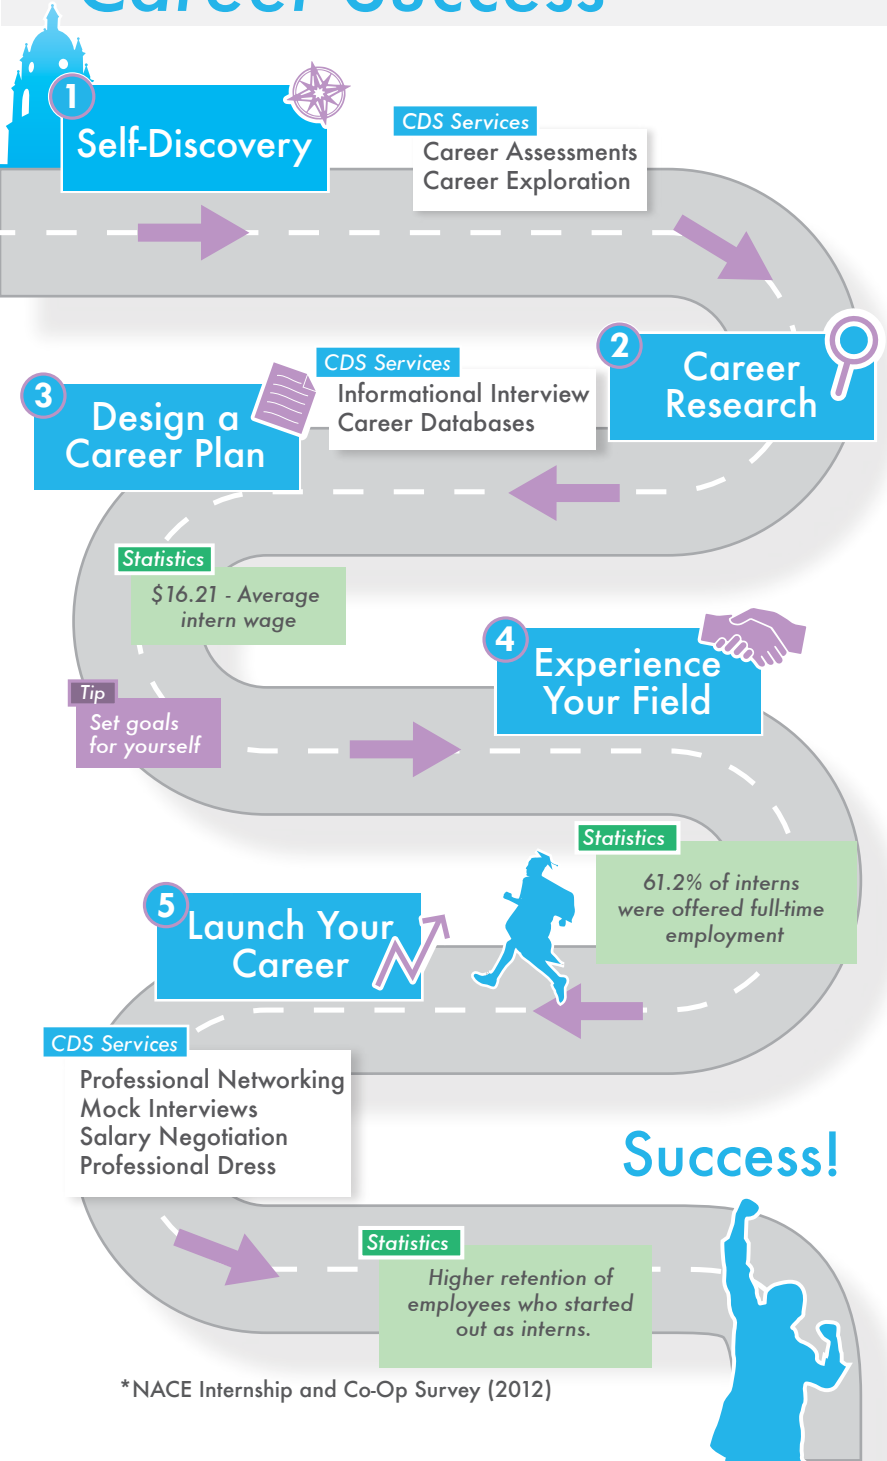 Career Success
1
Self-Discovery
CDS Services
Career Assessments
Career Exploration
2
Career
Research
CDS Services
Informational Interview
Career Databases
3
Design a
Career Plan
Statistics
$16.21 - Average
intern wage
Tip
Set goals
for yourself
4
Experience
Your Field
Statistics
61.2% of interns
were offered full-time
employment
5
Launch Your
Career
CDS Services
Professional Networking
Mock Interviews
Salary Negotiation
Professional Dress
Success!
Statistics
Higher retention of
employees who started
out as interns.
*NACE Internship and Co-Op Survey (2012)